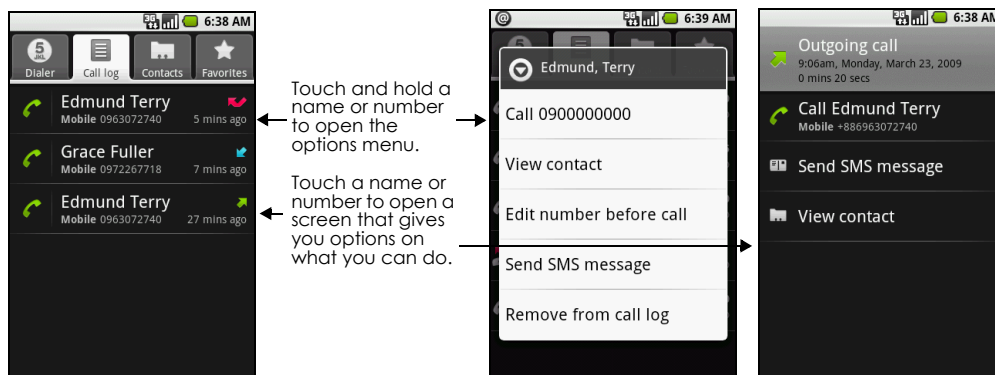 3G 6:38 AM
5 JKL
Dialer Call log Contacts Favorites
Edmund Terry
Mobile 0963072740 5 mins ago
Grace Fuller
Mobile 0972267718 7 mins ago
Edmund Terry
Mobile 0963072740 27 mins ago
Touch and hold a
name or number
to open the
options menu.
Touch a name or
number to open a
screen that gives
you options on
what you can do.
@ 3G 6:39 AM
5
Edmund, Terry
Call 0900000000
View contact
Edit number before call
Send SMS message
Remove from call log
3G 6:38 AM
Outgoing call
9:06am, Monday, March 23, 2009
0 mins 20 secs
Call Edmund Terry
Mobile +886963072740
Send SMS message
View contact